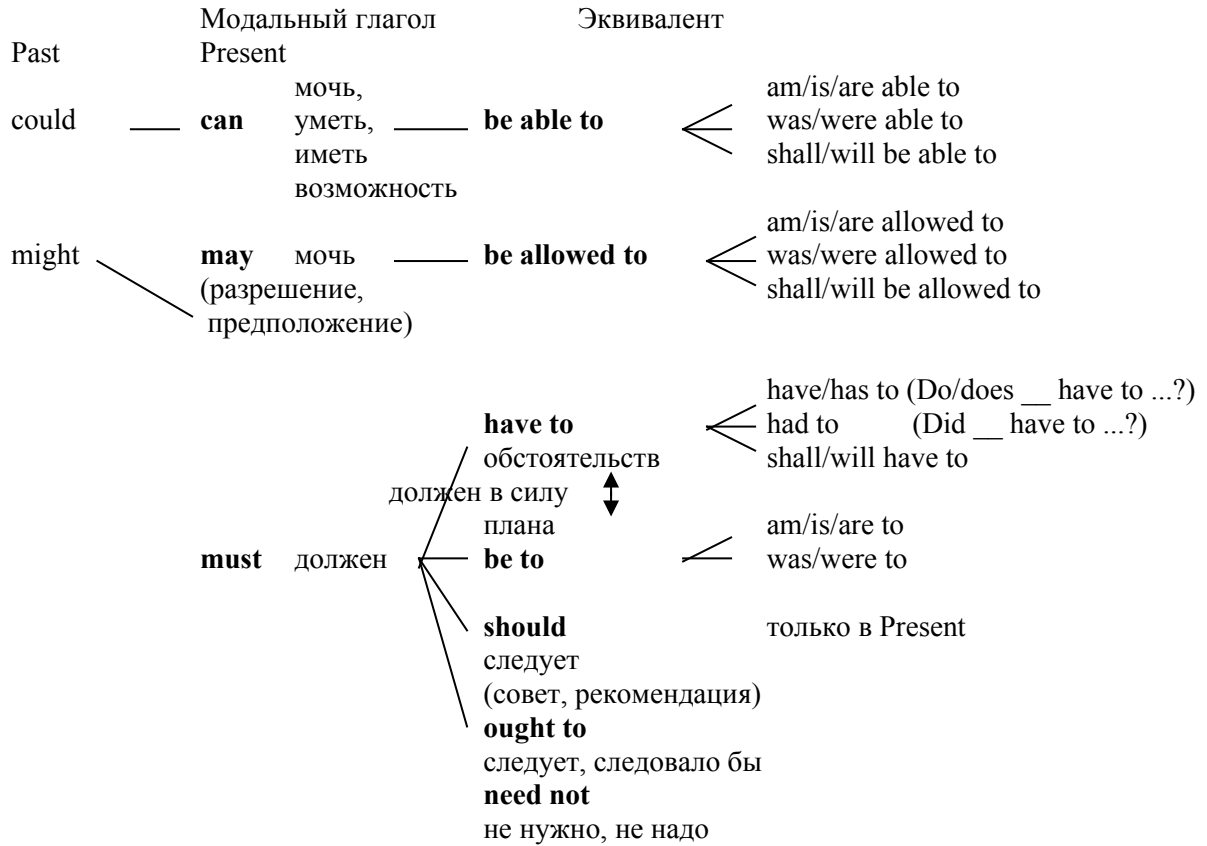 Модальный глагол Эквивалент
Past Present
мочь, am/is/are able to
could can уметь, be able to was/were able to
иметь shall/will be able to
возможность
am/is/are allowed to
might may мочь be allowed to was/were allowed to
(разрешение, shall/will be allowed to
предположение)
have/has to (Do/does __ have to ...?)
have to had to (Did __ have to ...?)
обстоятельств shall/will have to
должен в силу
плана am/is/are to
must должен be to was/were to
should только в Present
следует
(совет, рекомендация)
ought to
следует, следовало бы
need not
не нужно, не надо